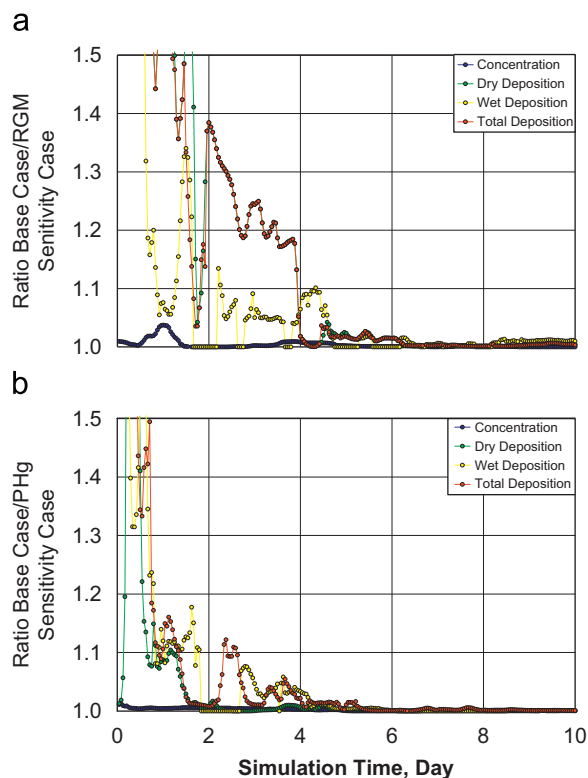 a
1.5
1.4
1.3
1.2
1.1
1.0
Ratio Base Case/RGM
Senitivity Case
Concentration
Dry Deposition
Wet Deposition
Total Deposition
b
1.5
1.4
1.3
1.2
1.1
1.0
Ratio Base Case/PHg
Sensitivity Case
Concentration
Dry Deposition
Wet Deposition
Total Deposition
0 2 4 6 8 10
Simulation Time, Day